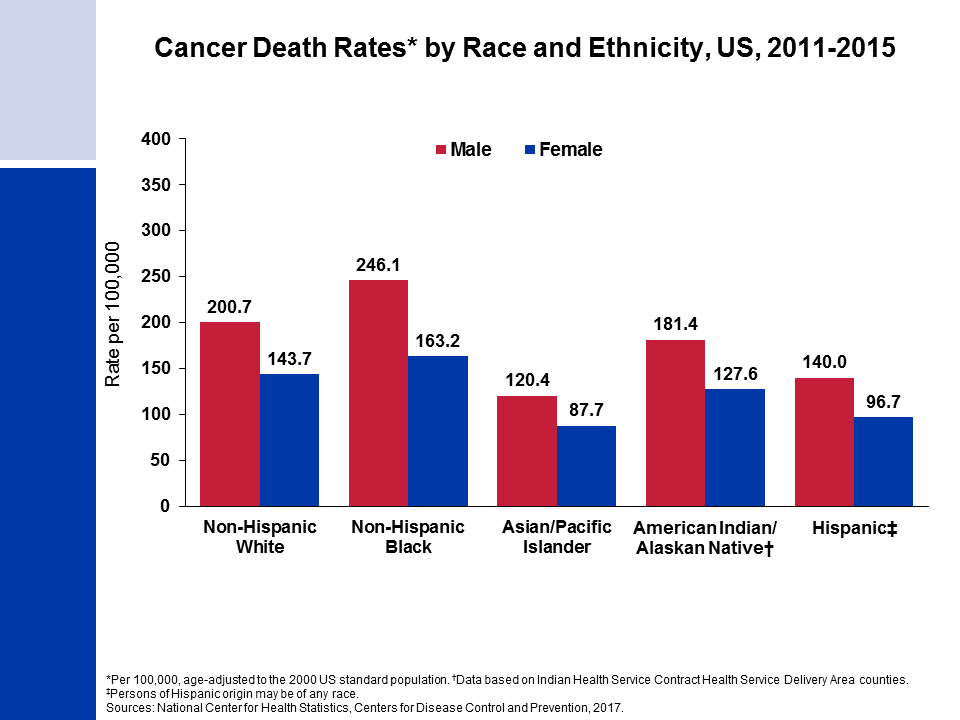 Cancer Death Rates* by Race and Ethnicity, US, 2011-2015
400
350
300
250
200
150
100
50
0
Rate per 100,000
Male
Female
200.7
143.7
246.1
163.2
120.4
87.7
181.4
127.6
140.0
96.7
Non-Hispanic
White
Non-Hispanic
Black
Asian/Pacific
Islander
American Indian/
Alaskan Native†
Hispanic‡
*Per 100,000, age-adjusted to the 2000 US standard population. †Data based on Indian Health Service Contract Health Service Delivery Area counties.
‡Persons of Hispanic origin may be of any race.
Sources: National Center for Health Statistics, Centers for Disease Control and Prevention, 2017.